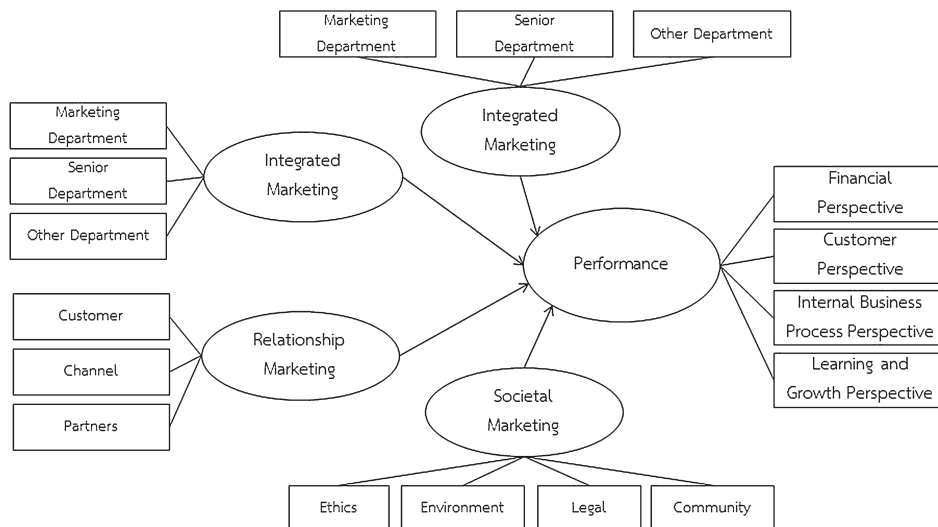 Marketing
Department
Senior
Department
Other Department
Integrated
Marketing
Marketing
Department
Senior
Department
Other Department
Integrated
Marketing
Performance
Financial
Perspective
Customer
Perspective
Internal Business
Process Perspective
Learning and
Growth Perspective
Customer
Channel
Partners
Relationship
Marketing
Societal
Marketing
Ethics
Environment
Legal
Community